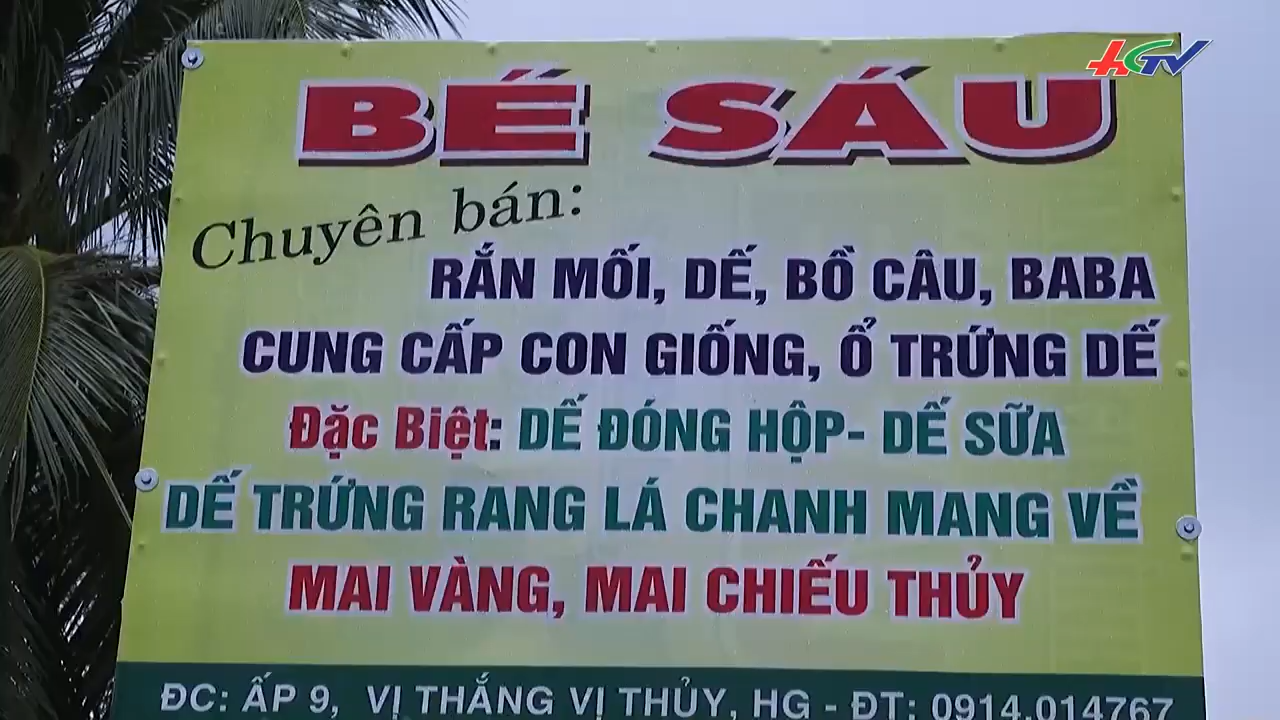 HGTV
BÉ SÁU
Chuyên bán:
RẮN MỐI, DẾ, BỒ CÂU, BABA
CUNG CẤP CON GIỐNG, Ổ TRỨNG DẾ
Đặc Biệt: DẾ ĐÓNG HỘP- DẾ SỮA
DẾ TRỨNG RANG LÁ CHANH MANG VỀ
MAI VÀNG, MAI CHIẾU THỦY
ĐC: ẤP 9, VỊ THẮNG VỊ THỦY, HG - ĐT: 0914.014767